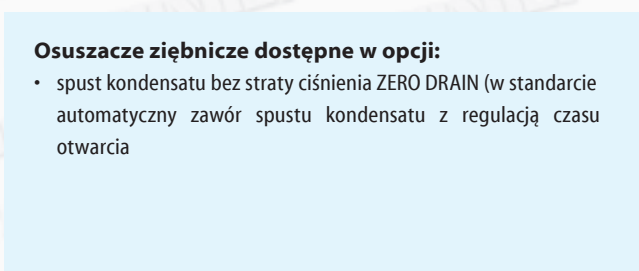 Osuszacze ziębnicze dostępne w opcji:
• spust kondensatu bez straty ciśnienia ZERO DRAIN (w standarcie
automatyczny zawór spustu kondensatu z regulacją czasu
otwarcia